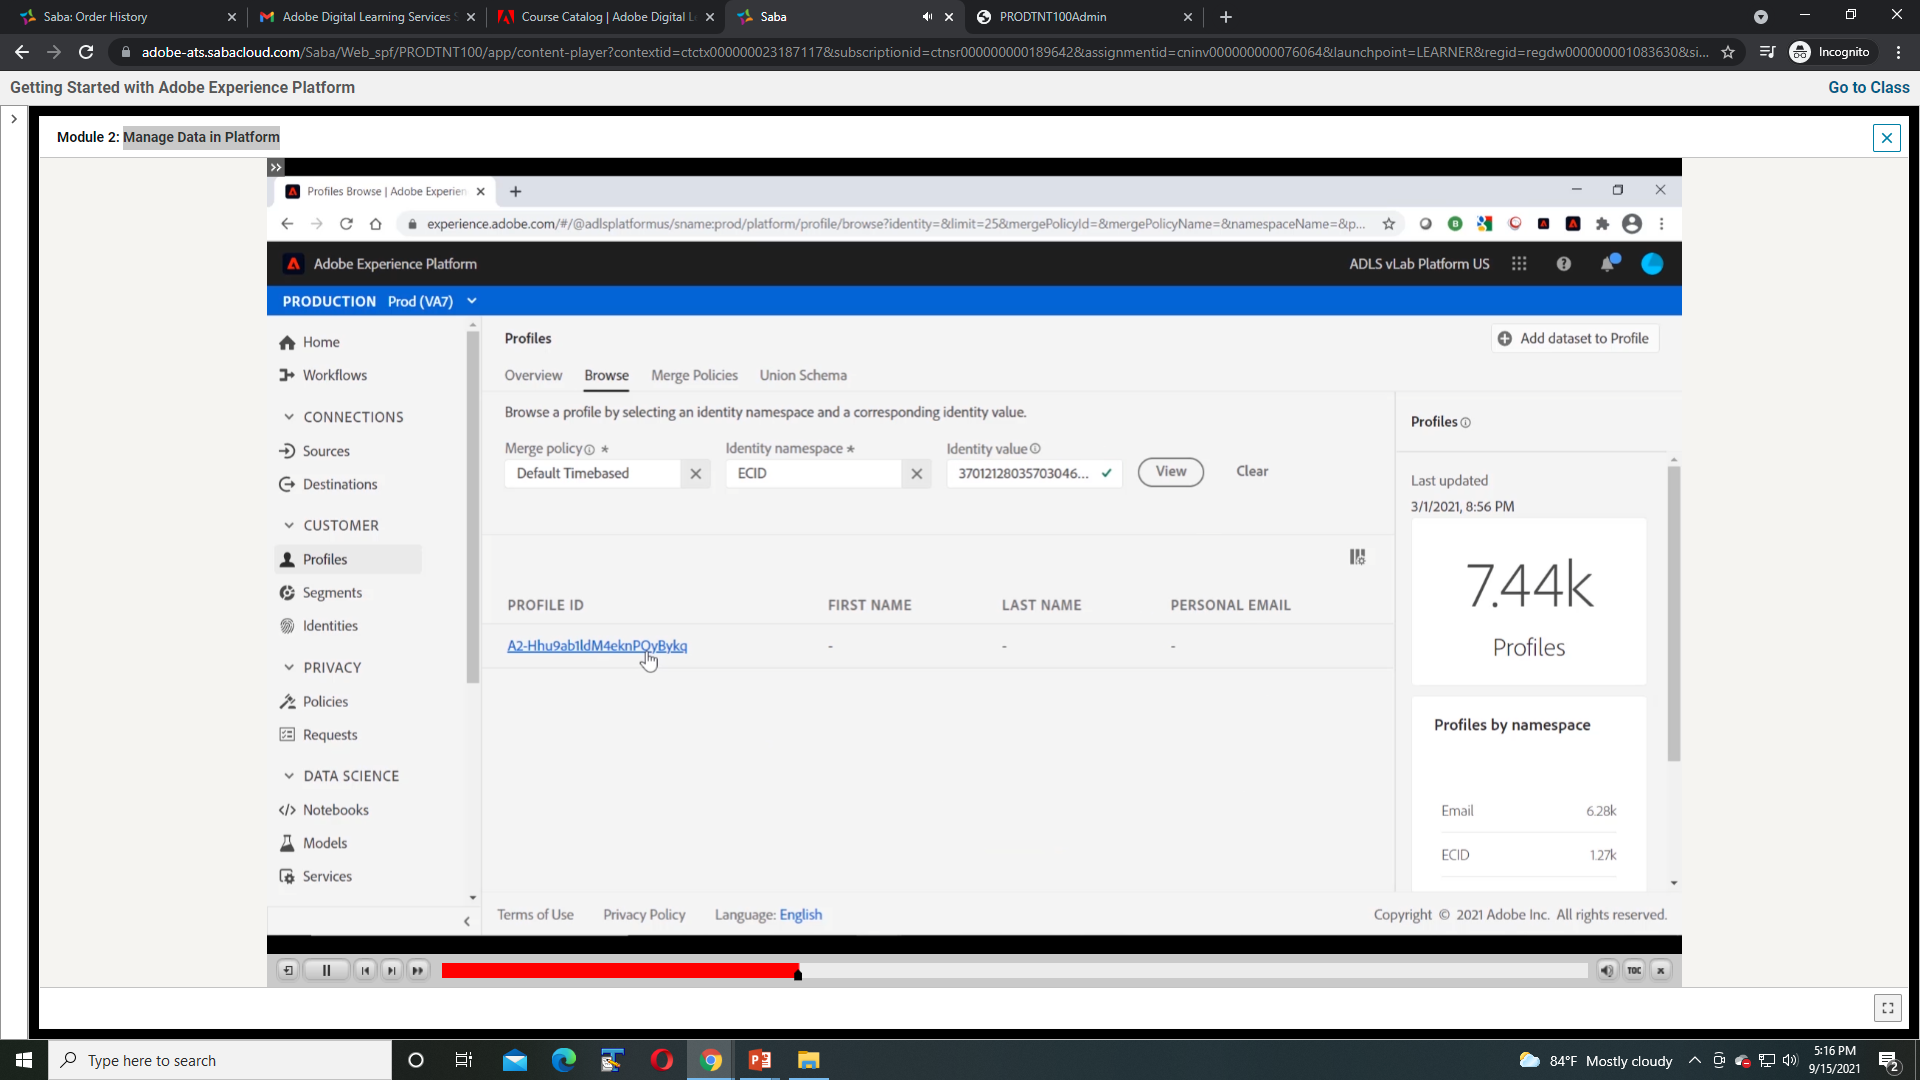 Saba: Order History
Adobe Digital Learning Services S
Course Catalog | Adobe Digital L
Saba
PRODTNT100Admin
adobe-ats.sabacloud.com/Saba/Web_spf/PRODTNT100/app/content-player?contextid=ctctx000000023187117&subscriptionid=ctnsr000000000189642&assignmentid=cninv000000000076064&launchpoint=LEARNER&regid=regdw000000001083630&si...
Incognito
Getting Started with Adobe Experience Platform
Go to Class
Module 2: Manage Data in Platform
Profiles Browse | Adobe Experien
experience.adobe.com/#/@adlsplatformus/sname:prod/platform/profile/browse?identity=&limit=25&mergePolicyId=&mergePolicyName=&namespaceName=&p...
Adobe Experience Platform
ADLS vLab Platform US
PRODUCTION Prod (VA7)
Home
Workflows
CONNECTIONS
Sources
Destinations
CUSTOMER
Profiles
Segments
Identities
PRIVACY
Policies
Requests
DATA SCIENCE
Notebooks
Models
Services
Profiles
Add dataset to Profile
Overview Browse Merge Policies Union Schema
Browse a profile by selecting an identity namespace and a corresponding identity value.
Merge policy * Identity namespace * Identity value
Default Timebased ECID 37012128035703046... View Clear
PROFILE ID FIRST NAME LAST NAME PERSONAL EMAIL
A2-Hhu9ab1ldM4eknPOyBykq - - -
Profiles
Last updated
3/1/2021, 8:56 PM
7.44k
Profiles
Profiles by namespace
Email 6.28k
ECID 1.27k
Terms of Use Privacy Policy Language: English
Copyright © 2021 Adobe Inc. All rights reserved.
TOC
Type here to search
84°F Mostly cloudy
5:16 PM
9/15/2021
2